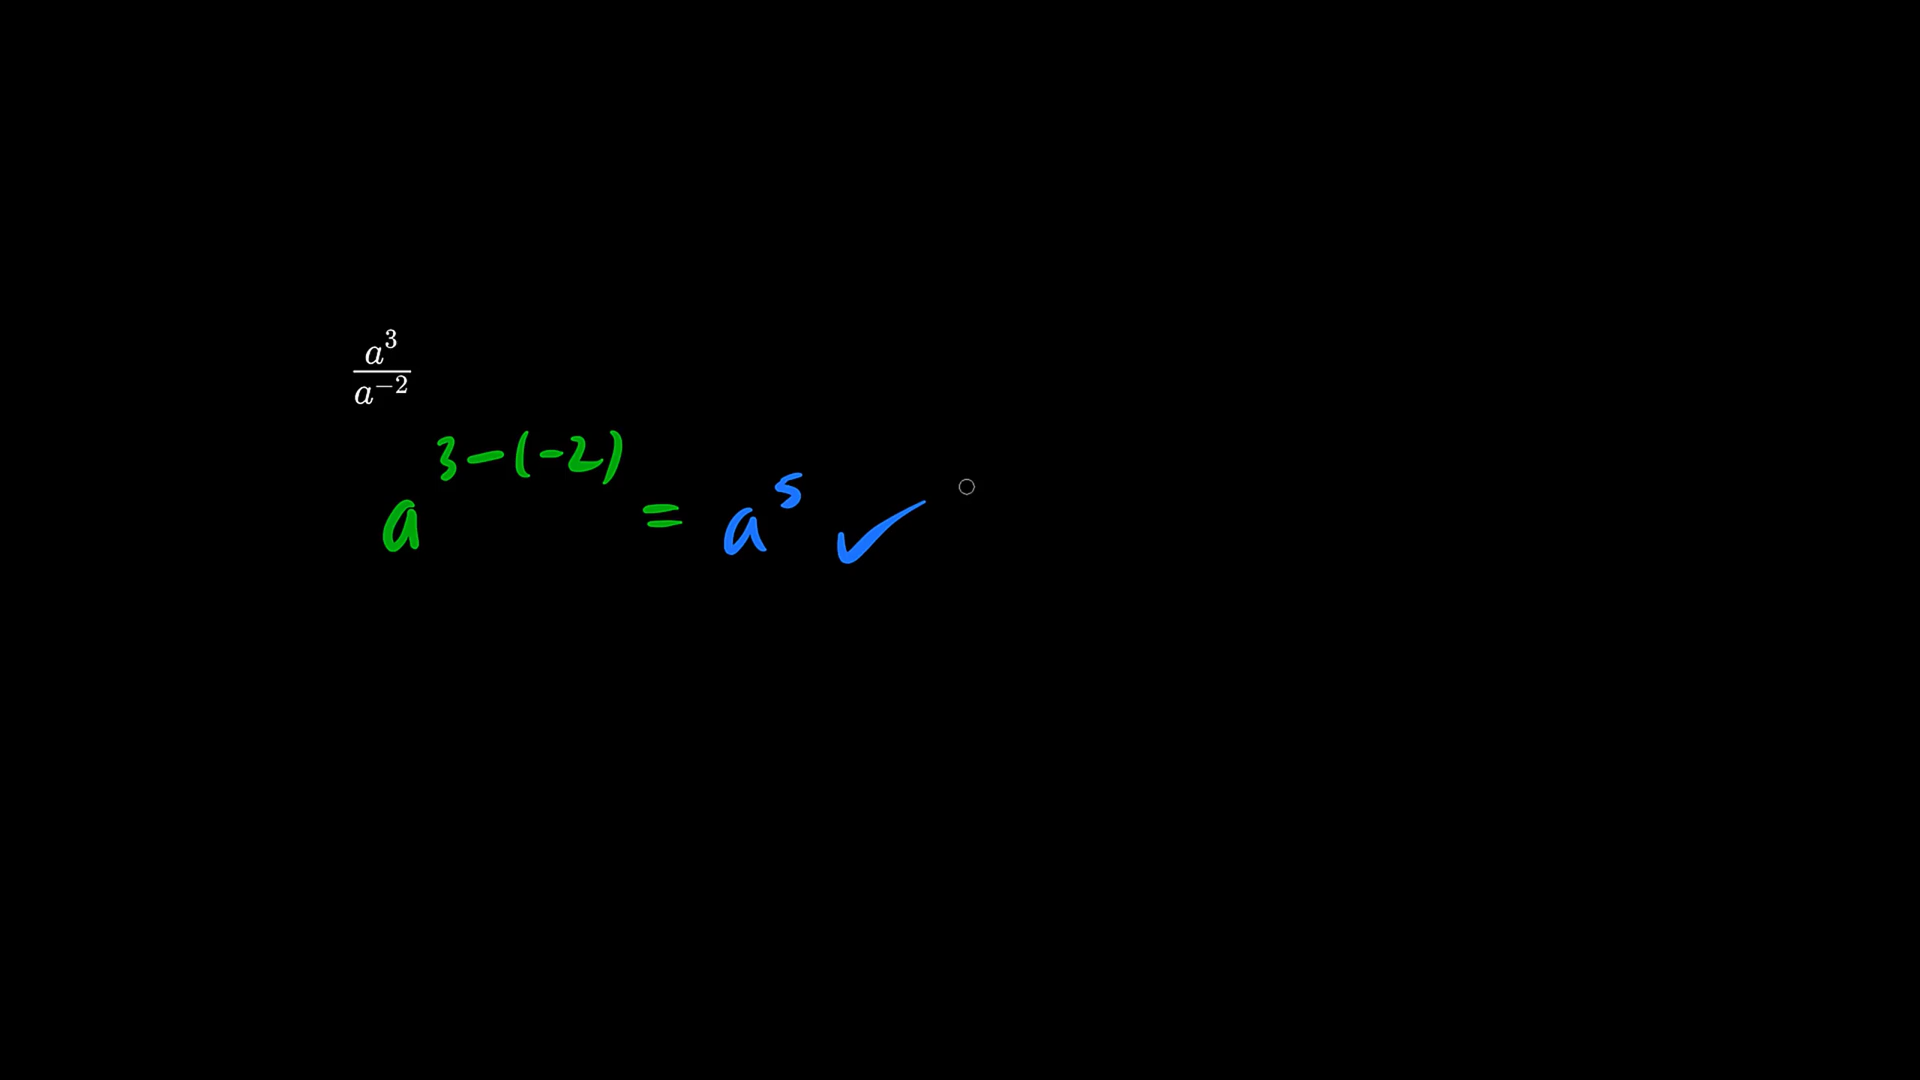 a^3 / a^{-2}
a^{3-(-2)} = a^5 ✓